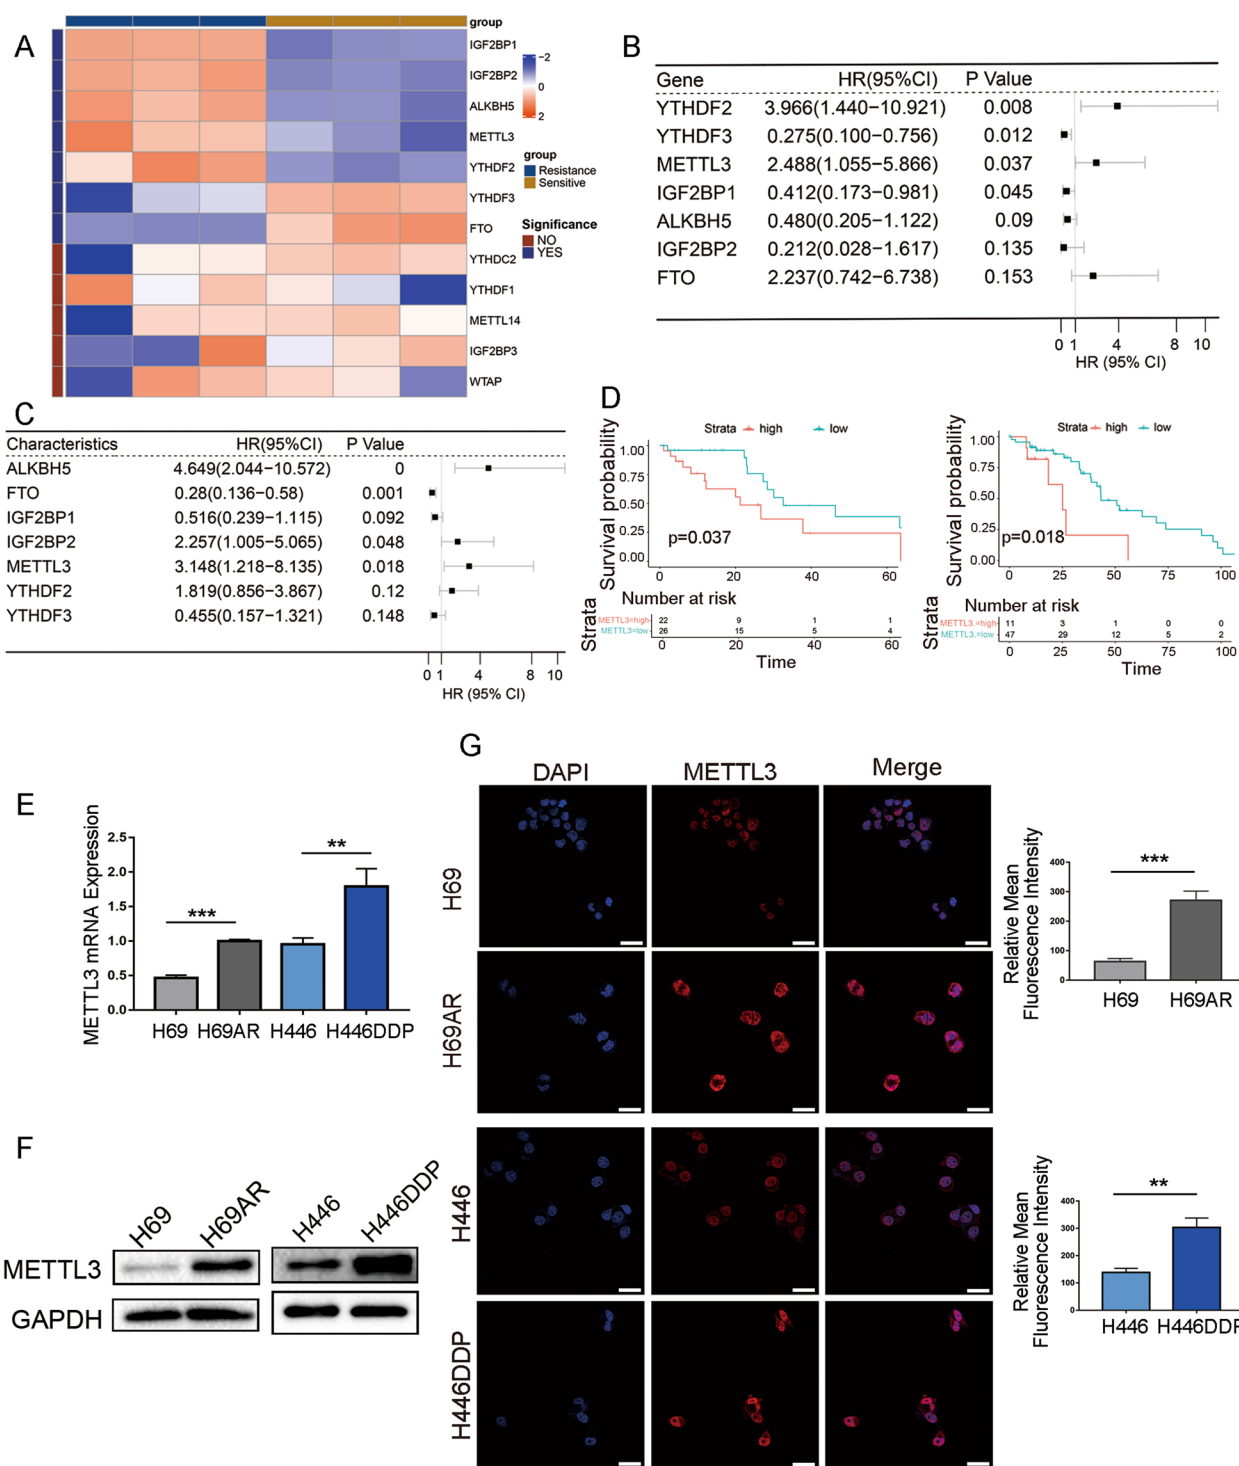 A
group
IGF2BP1
IGF2BP2
ALKBH5
METTL3
YTHDF2
YTHDF3
FTO
YTHDC2
YTHDF1
METTL14
IGF2BP3
WTAP
−2
0
2
group
Resistance
Sensitive
Significance
NO
YES
B
Gene HR(95%CI) P Value
YTHDF2 3.966(1.440−10.921) 0.008
YTHDF3 0.275(0.100−0.756) 0.012
METTL3 2.488(1.055−5.866) 0.037
IGF2BP1 0.412(0.173−0.981) 0.045
ALKBH5 0.480(0.205−1.122) 0.09
IGF2BP2 0.212(0.028−1.617) 0.135
FTO 2.237(0.742−6.738) 0.153
0 1 4 8 10
HR (95% CI)
C
Characteristics HR(95%CI) P Value
ALKBH5 4.649(2.044−10.572) 0
FTO 0.28(0.136−0.58) 0.001
IGF2BP1 0.516(0.239−1.115) 0.092
IGF2BP2 2.257(1.005−5.065) 0.048
METTL3 3.148(1.218−8.135) 0.018
YTHDF2 1.819(0.856−3.867) 0.12
YTHDF3 0.455(0.157−1.321) 0.148
0 1 4 8 10
HR (95% CI)
D
Strata high low
Survival probability
1.00
0.75
0.50
0.25
0.00
p=0.037
0 20 40 60
Number at risk
Strata
METTL3=high 22 9 1 1
METTL3=low 26 15 5 4
0 20 40 60
Time
Strata high low
Survival probability
1.00
0.75
0.50
0.25
0.00
p=0.018
0 25 50 75 100
Number at risk
Strata
METTL3.=high 11 3 1 0 0
METTL3.=low 47 29 12 5 2
0 25 50 75 100
Time
E
METTL3 mRNA Expression
2.5
2.0
1.5
1.0
0.5
0.0
***
**
H69 H69AR H446 H446DDP
F
H69 H69AR H446 H446DDP
METTL3
GAPDH
G
DAPI METTL3 Merge
H69
H69AR
H446
H446DDP
Relative Mean
Fluorescence Intensity
400
300
200
100
0
***
H69 H69AR
Relative Mean
Fluorescence Intensity
400
300
200
100
0
**
H446 H446DDP